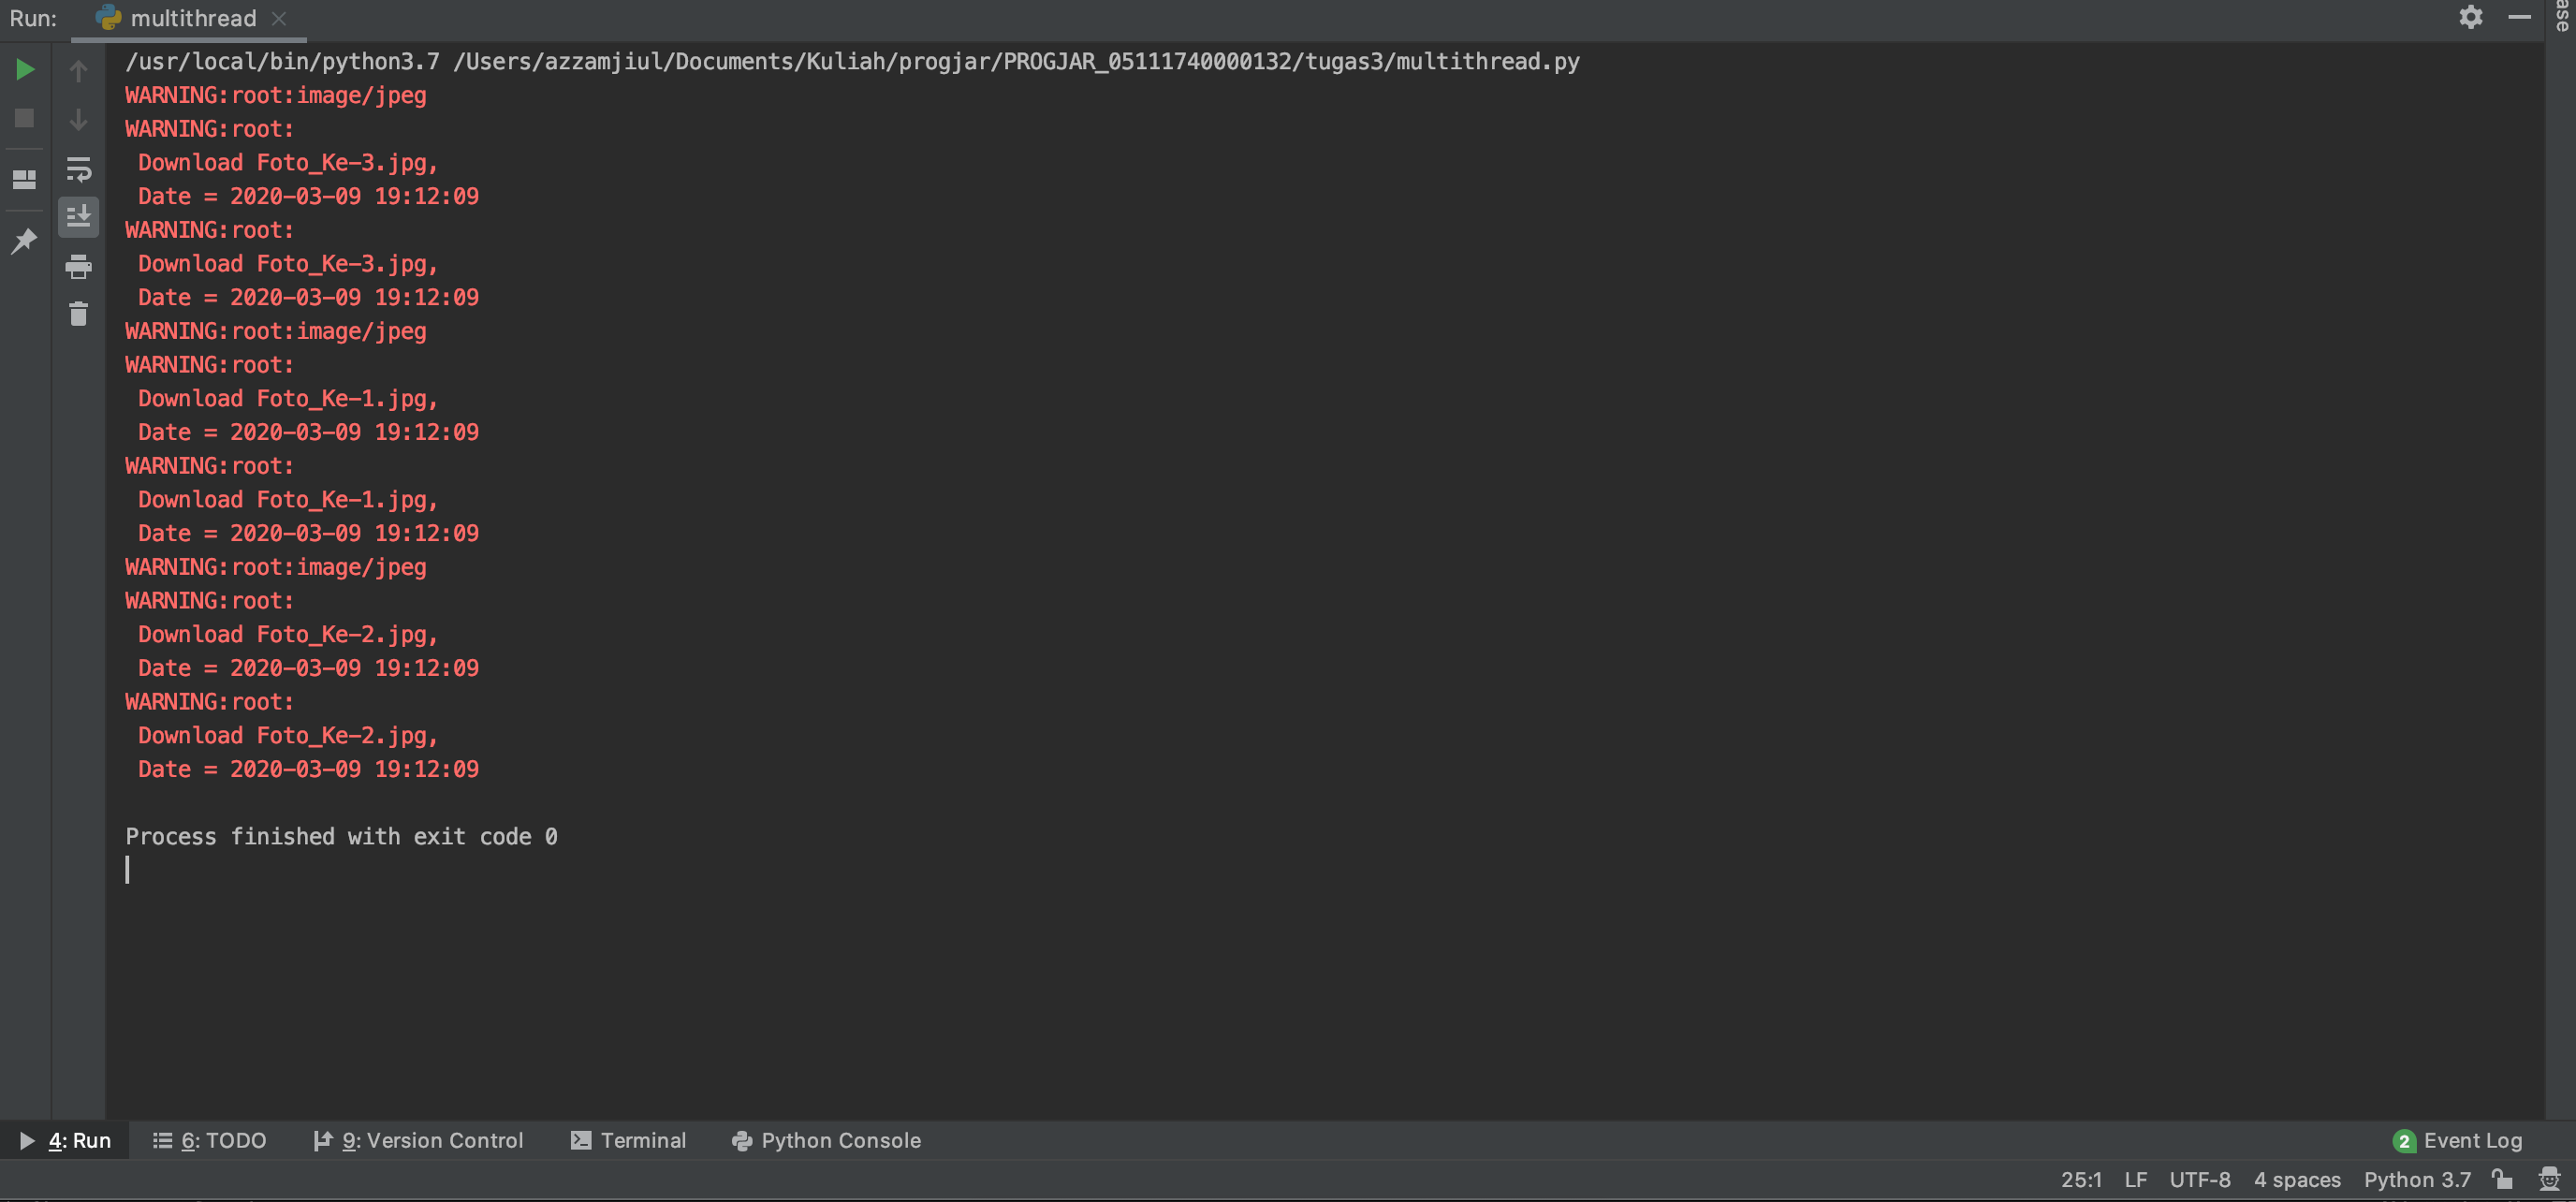 Run: multithread
/usr/local/bin/python3.7 /Users/azzamjiul/Documents/Kuliah/progjar/PROGJAR_05111740000132/tugas3/multithread.py
WARNING:root:image/jpeg
WARNING:root:
Download Foto_Ke-3.jpg,
Date = 2020-03-09 19:12:09
WARNING:root:
Download Foto_Ke-3.jpg,
Date = 2020-03-09 19:12:09
WARNING:root:image/jpeg
WARNING:root:
Download Foto_Ke-1.jpg,
Date = 2020-03-09 19:12:09
WARNING:root:
Download Foto_Ke-1.jpg,
Date = 2020-03-09 19:12:09
WARNING:root:image/jpeg
WARNING:root:
Download Foto_Ke-2.jpg,
Date = 2020-03-09 19:12:09
WARNING:root:
Download Foto_Ke-2.jpg,
Date = 2020-03-09 19:12:09
Process finished with exit code 0
4: Run 6: TODO 9: Version Control Terminal Python Console 2 Event Log
25:1 LF UTF-8 4 spaces Python 3.7